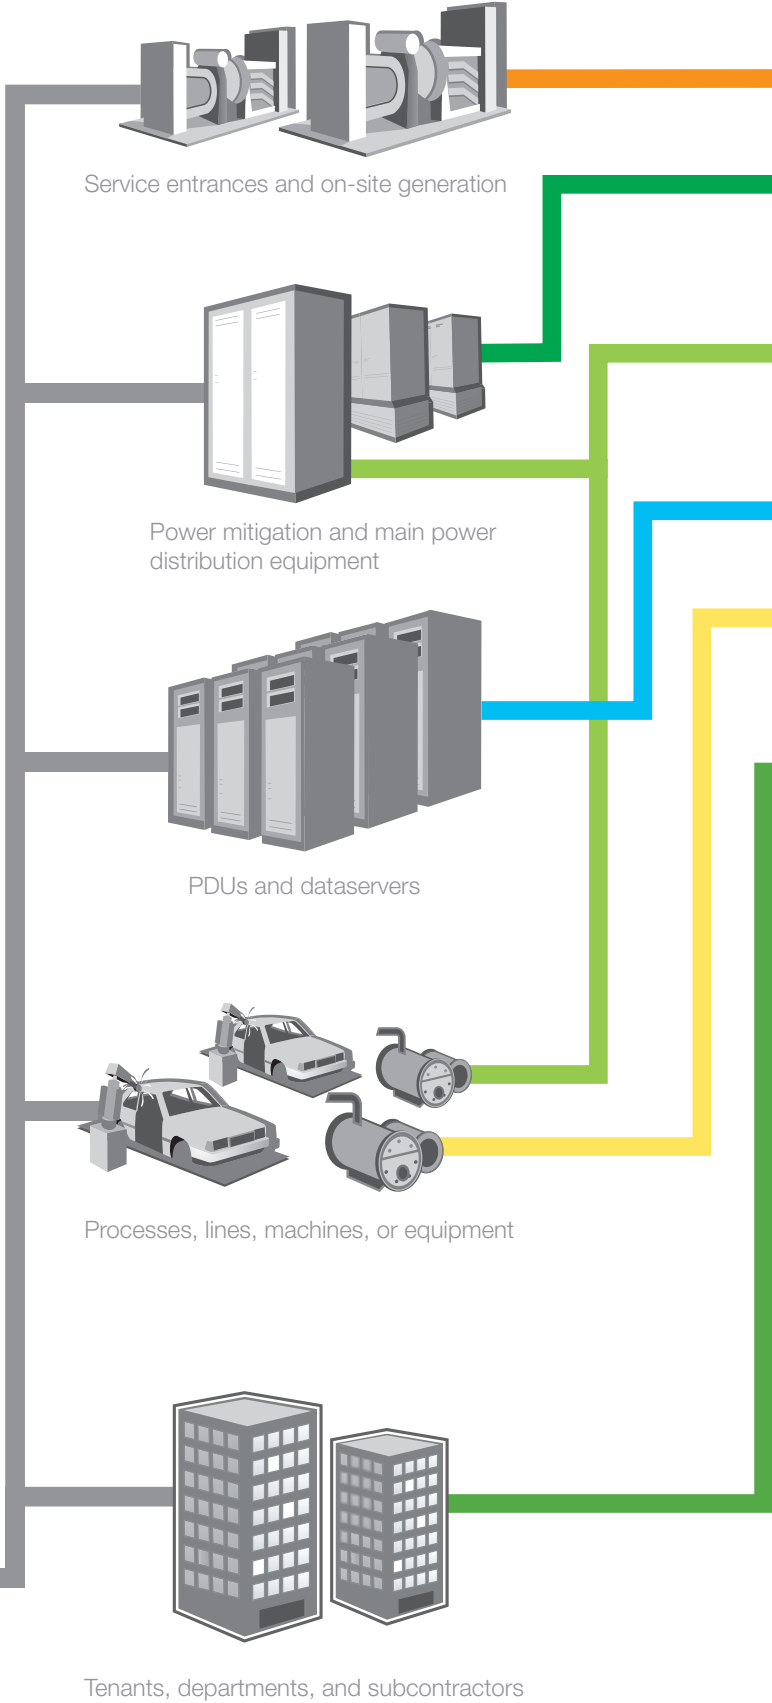 Service entrances and on-site generation
Power mitigation and main power
distribution equipment
PDUs and dataservers
Processes, lines, machines, or equipment
Tenants, departments, and subcontractors